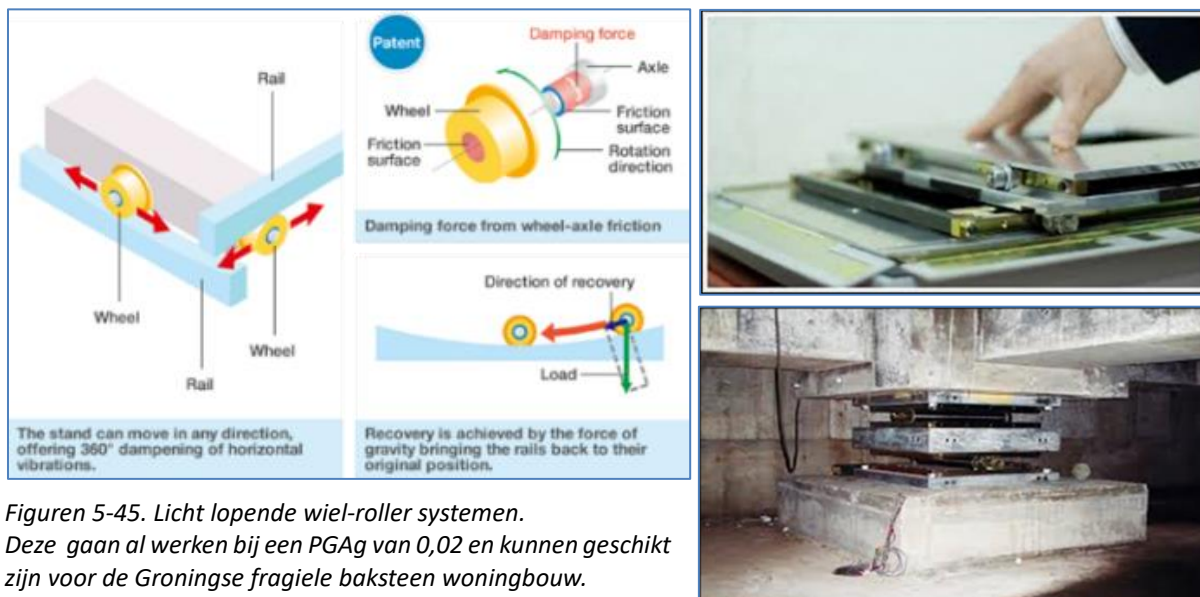 Rail
Wheel
Wheel
Rail
The stand can move in any direction,
offering 360° dampening of horizontal
vibrations.
Patent
Damping force
Axle
Wheel
Friction
surface
Friction
surface
Rotation
direction
Damping force from wheel-axle friction
Direction of recovery
Load
Recovery is achieved by the force of
gravity bringing the rails back to their
original position.
Figuren 5-45. Licht lopende wiel-roller systemen.
Deze gaan al werken bij een PGAg van 0,02 en kunnen geschikt
zijn voor de Groningse fragiele baksteen woningbouw.